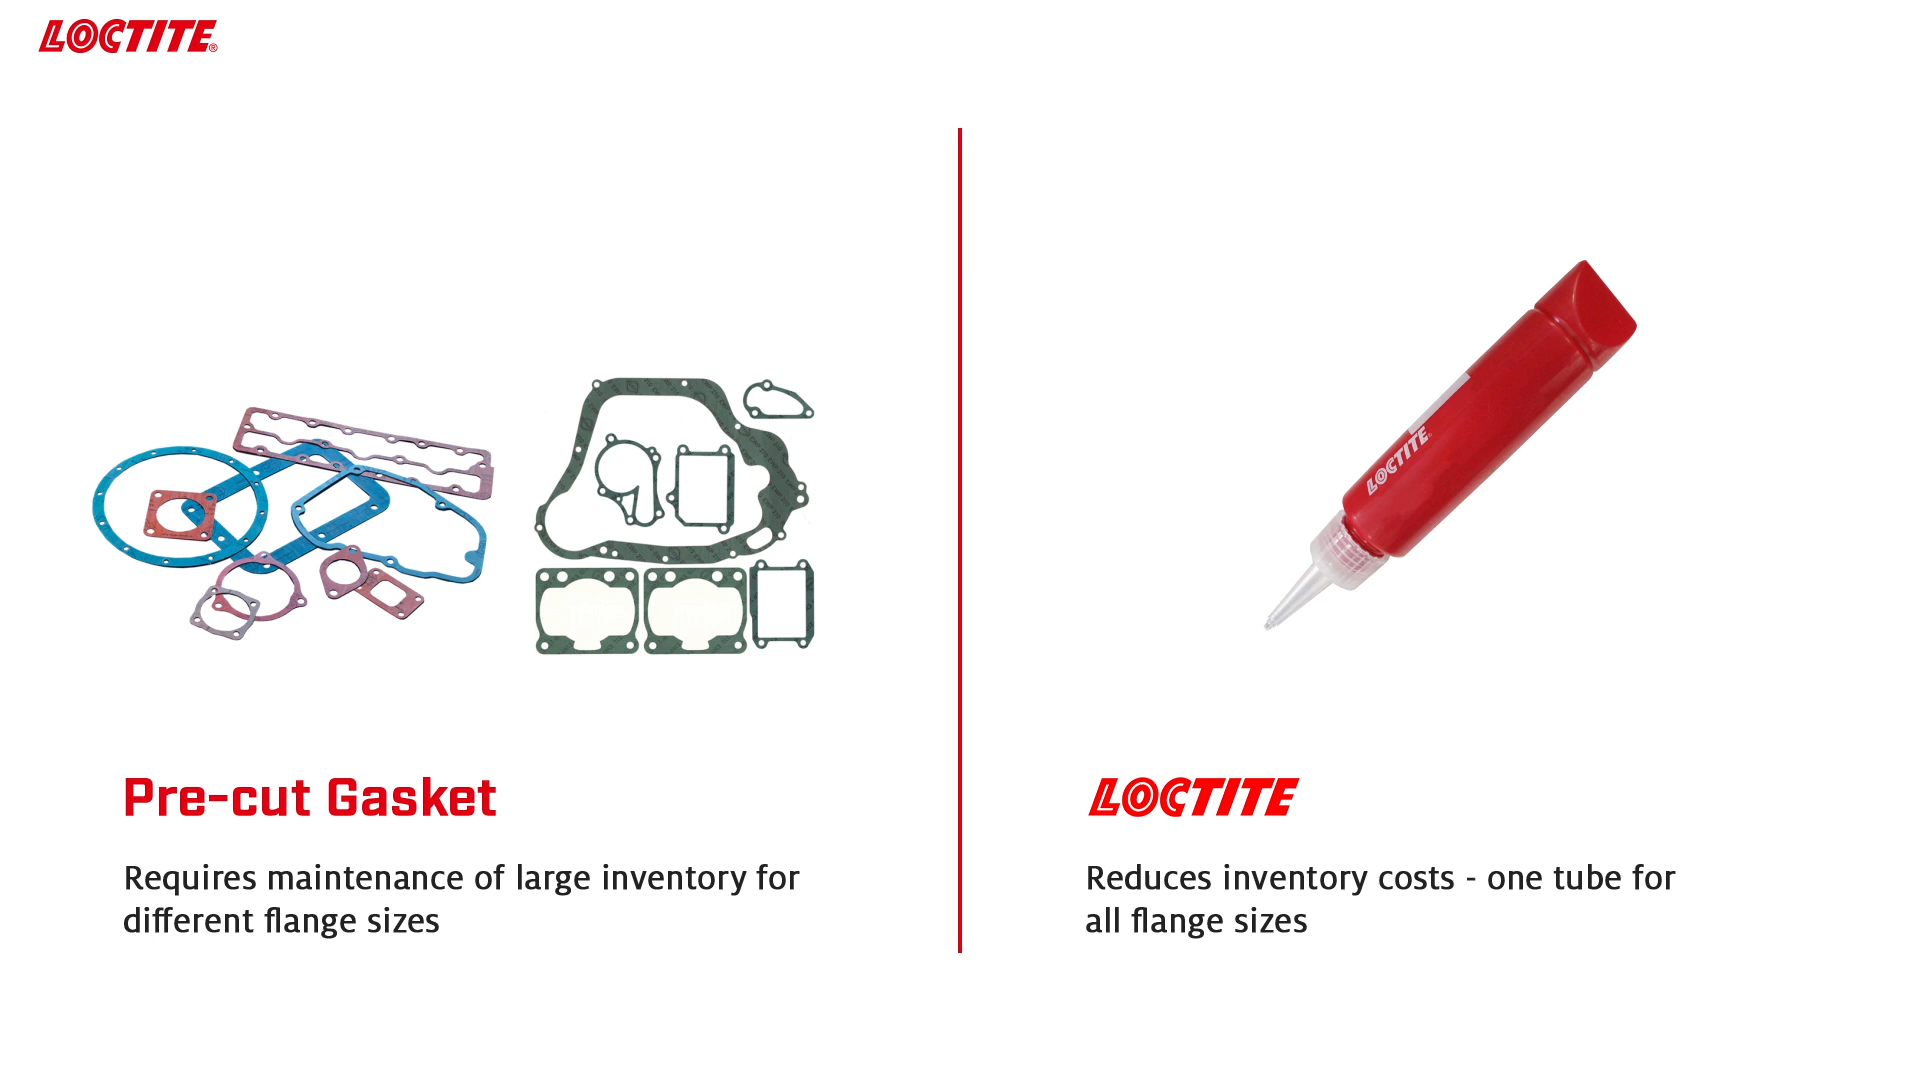 LOCTITE®
LOCTITE
Pre-cut Gasket
Requires maintenance of large inventory for
different flange sizes
LOCTITE
Reduces inventory costs - one tube for
all flange sizes